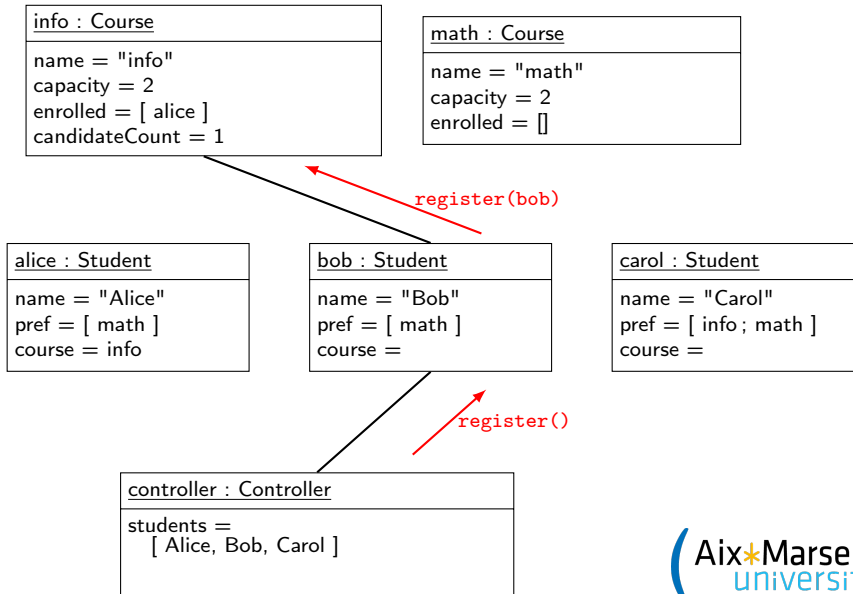 info : Course
name = "info"
capacity = 2
enrolled = [ alice ]
candidateCount = 1
math : Course
name = "math"
capacity = 2
enrolled = []
register(bob)
alice : Student
name = "Alice"
pref = [ math ]
course = info
bob : Student
name = "Bob"
pref = [ math ]
course =
carol : Student
name = "Carol"
pref = [ info ; math ]
course =
register()
controller : Controller
students =
[ Alice, Bob, Carol ]
Aix*Marse
universit